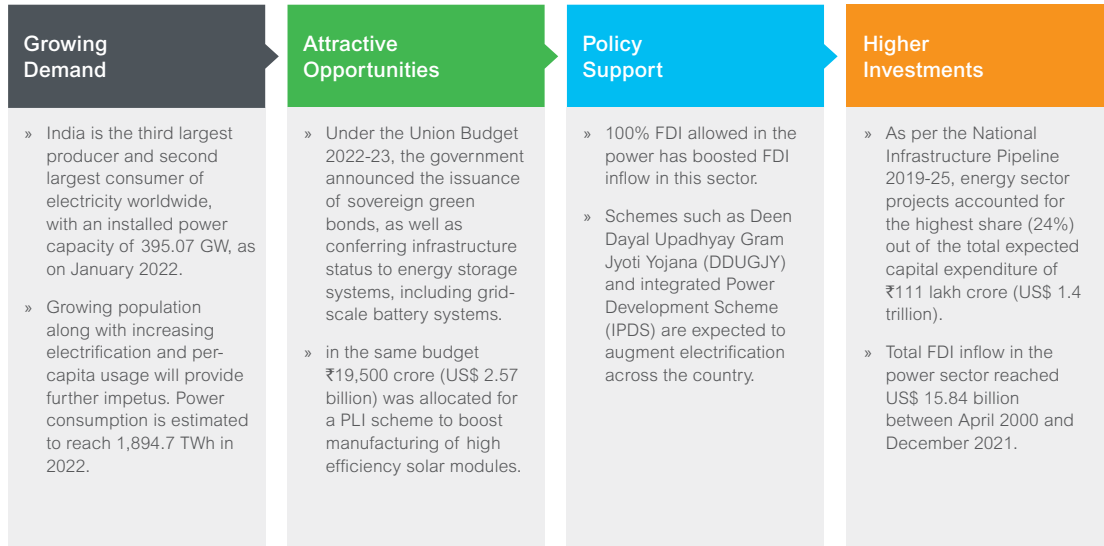 Growing
Demand
» India is the third largest
producer and second
largest consumer of
electricity worldwide,
with an installed power
capacity of 395.07 GW, as
on January 2022.
» Growing population
along with increasing
electrification and per-
capita usage will provide
further impetus. Power
consumption is estimated
to reach 1,894.7 TWh in
2022.
Attractive
Opportunities
» Under the Union Budget
2022-23, the government
announced the issuance
of sovereign green
bonds, as well as
conferring infrastructure
status to energy storage
systems, including grid-
scale battery systems.
» in the same budget
₹19,500 crore (US$ 2.57
billion) was allocated for
a PLI scheme to boost
manufacturing of high
efficiency solar modules.
Policy
Support
» 100% FDI allowed in the
power has boosted FDI
inflow in this sector.
» Schemes such as Deen
Dayal Upadhyay Gram
Jyoti Yojana (DDUGJY)
and integrated Power
Development Scheme
(IPDS) are expected to
augment electrification
across the country.
Higher
Investments
» As per the National
Infrastructure Pipeline
2019-25, energy sector
projects accounted for
the highest share (24%)
out of the total expected
capital expenditure of
₹111 lakh crore (US$ 1.4
trillion).
» Total FDI inflow in the
power sector reached
US$ 15.84 billion
between April 2000 and
December 2021.